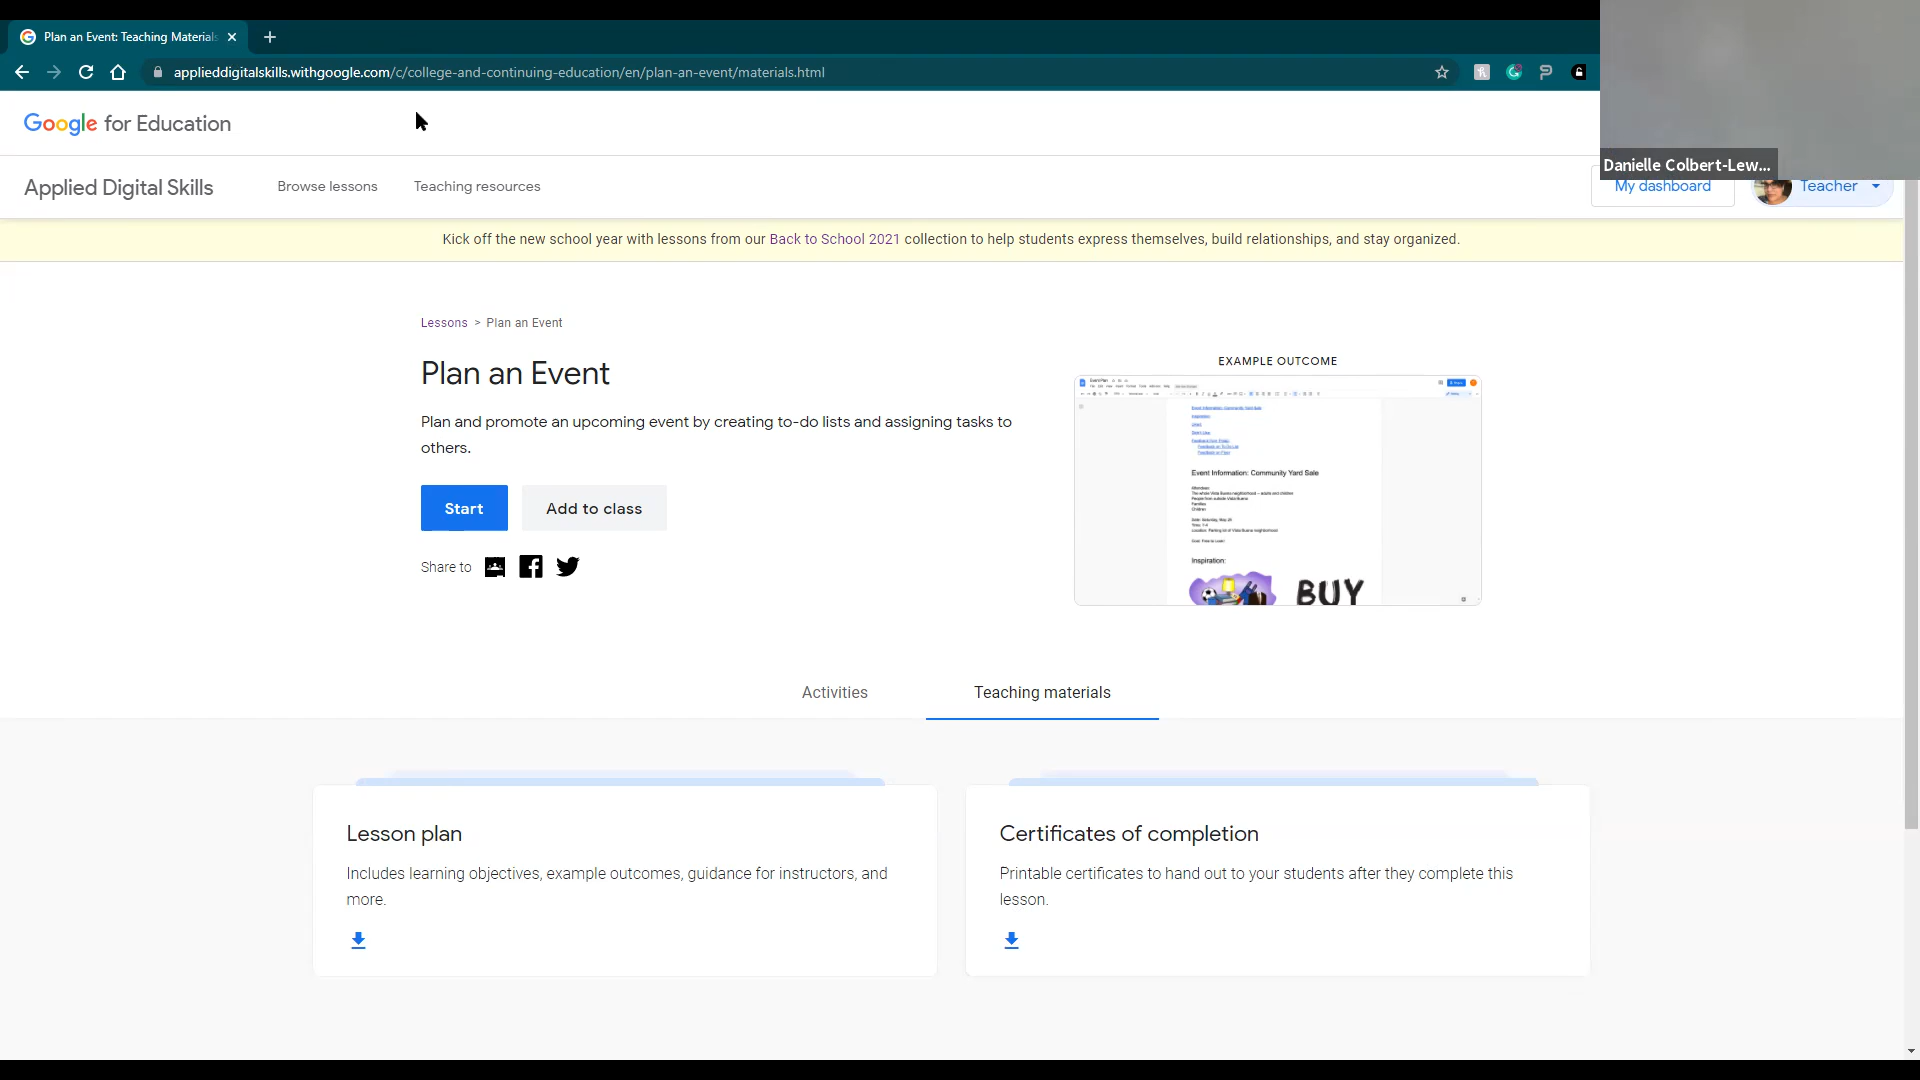 Plan an Event: Teaching Materials
applieddigitalskills.withgoogle.com/c/college-and-continuing-education/en/plan-an-event/materials.html
Google for Education
Danielle Colbert-Lew...
Applied Digital Skills
Browse lessons
Teaching resources
My dashboard
Teacher
Kick off the new school year with lessons from our Back to School 2021 collection to help students express themselves, build relationships, and stay organized.
Lessons > Plan an Event
Plan an Event
Plan and promote an upcoming event by creating to-do lists and assigning tasks to
others.
Start
Add to class
Share to
EXAMPLE OUTCOME
Event Information: Community Yard Sale
Inspiration:
BUY
Activities
Teaching materials
Lesson plan
Includes learning objectives, example outcomes, guidance for instructors, and
more.
Certificates of completion
Printable certificates to hand out to your students after they complete this
lesson.